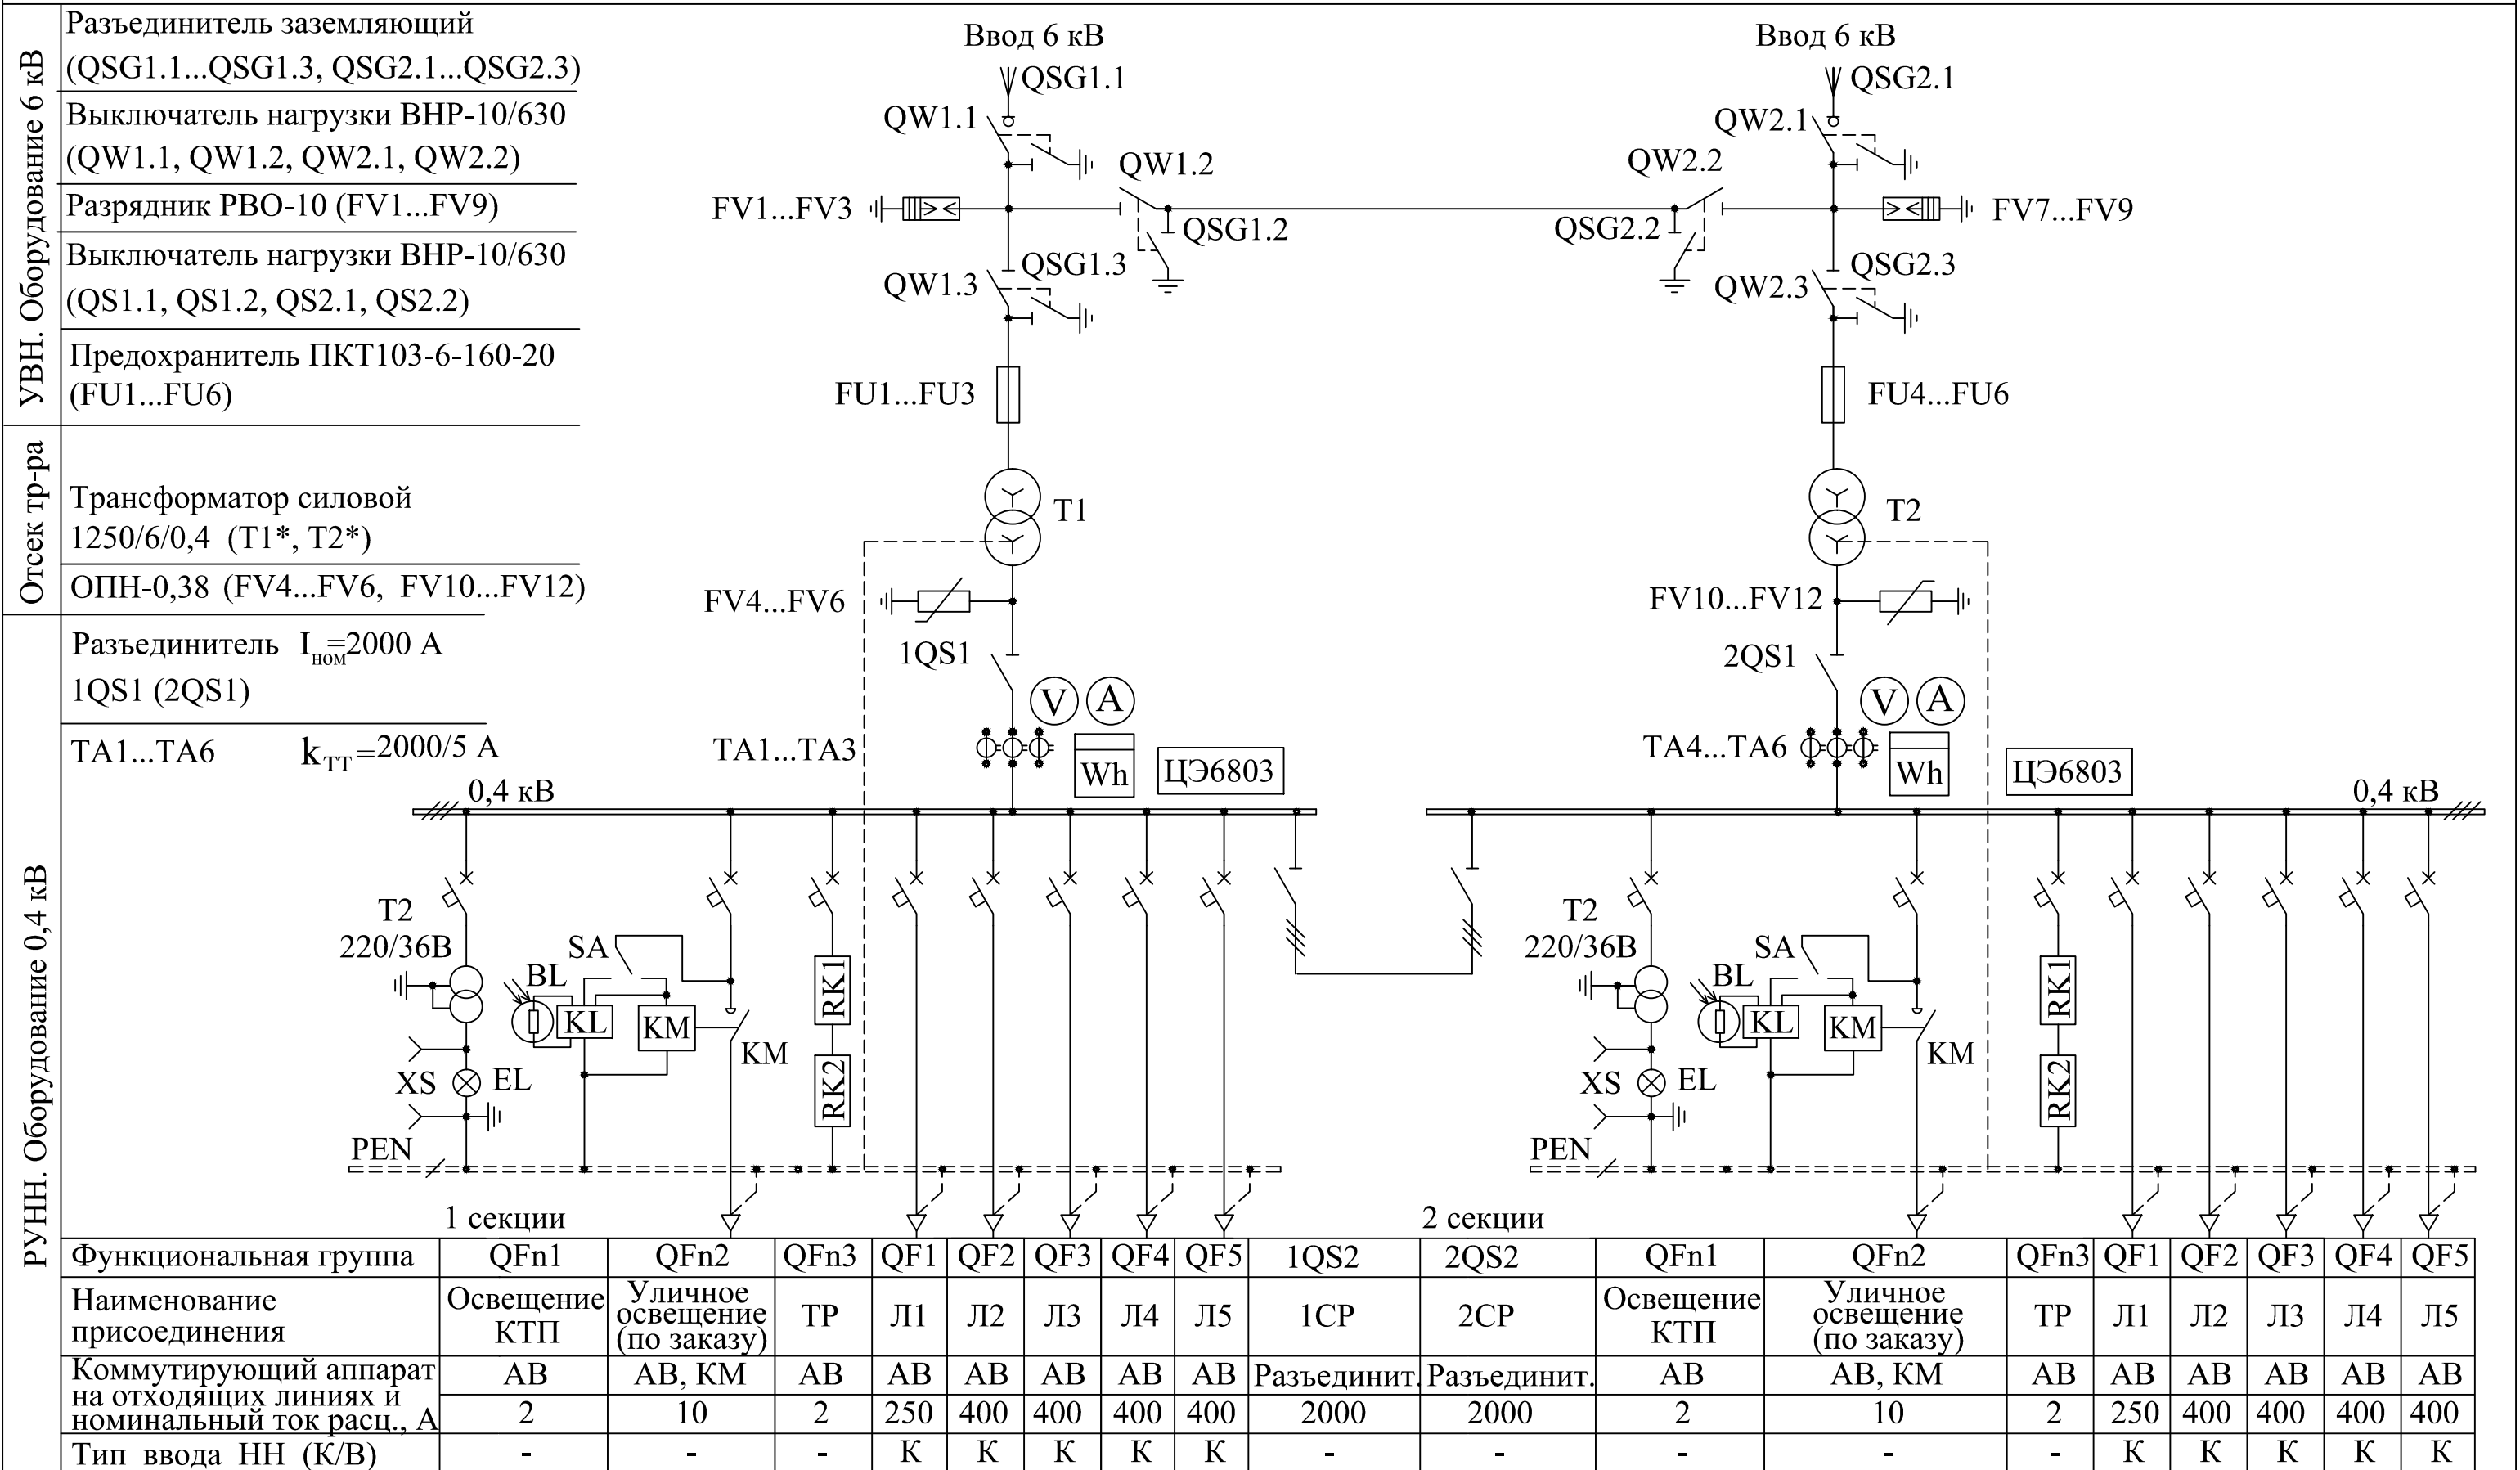 УВН. Оборудование 6 кВ
Разъединитель заземляющий
(QSG1.1...QSG1.3, QSG2.1...QSG2.3)
Выключатель нагрузки ВНР-10/630
(QW1.1, QW1.2, QW2.1, QW2.2)
Разрядник РВО-10 (FV1...FV9)
Выключатель нагрузки ВНР-10/630
(QS1.1, QS1.2, QS2.1, QS2.2)
Предохранитель ПКТ103-6-160-20
(FU1...FU6)
Отсек тр-ра
Трансформатор силовой
1250/6/0,4 (Т1*, Т2*)
ОПН-0,38 (FV4...FV6, FV10...FV12)
РУНН. Оборудование 0,4 кВ
Разъединитель Iном=2000 А
1QS1 (2QS1)
ТА1...ТА6 kТТ=2000/5 А
Ввод 6 кВ
QSG1.1
QW1.1
QW1.2
FV1...FV3
QSG1.2
QSG1.3
QW1.3
FU1...FU3
Т1
FV4...FV6
1QS1
V A
ТА1...ТА3
Wh ЦЭ6803
Ввод 6 кВ
QSG2.1
QW2.1
QW2.2
FV7...FV9
QSG2.2
QSG2.3
QW2.3
FU4...FU6
Т2
FV10...FV12
2QS1
V A
ТА4...ТА6
Wh ЦЭ6803
0,4 кВ
0,4 кВ
Т2
220/36В
SA
BL
KL KM
KM
RK1
RK2
XS EL
PEN
1 секции
Т2
220/36В
SA
BL
KL KM
KM
RK1
RK2
XS EL
PEN
2 секции
Функциональная группа QFn1 QFn2 QFn3 QF1 QF2 QF3 QF4 QF5 1QS2 2QS2 QFn1 QFn2 QFn3 QF1 QF2 QF3 QF4 QF5
Наименование
присоединения
Освещение
КТП
Уличное
освещение
(по заказу)
ТР Л1 Л2 Л3 Л4 Л5 1СР 2СР
Освещение
КТП
Уличное
освещение
(по заказу)
ТР Л1 Л2 Л3 Л4 Л5
Коммутирующий аппарат
на отходящих линиях и
номинальный ток расц., А
АВ АВ, КМ АВ АВ АВ АВ АВ АВ Разъединит. Разъединит. АВ АВ, КМ АВ АВ АВ АВ АВ АВ
2 10 2 250 400 400 400 400 2000 2000 2 10 2 250 400 400 400 400
Тип ввода НН (К/В) - - - К К К К К - - - - - К К К К К